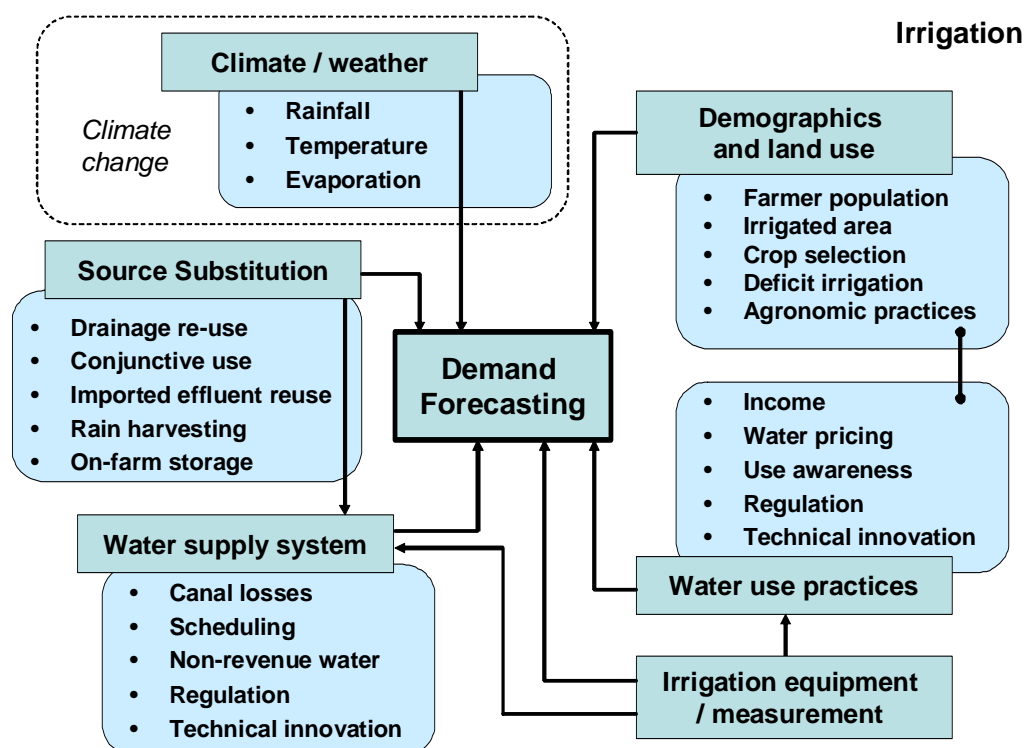 Irrigation
Climate / weather
• Rainfall
• Temperature
• Evaporation
Climate
change
Demographics
and land use
• Farmer population
• Irrigated area
• Crop selection
• Deficit irrigation
• Agronomic practices
Source Substitution
• Drainage re-use
• Conjunctive use
• Imported effluent reuse
• Rain harvesting
• On-farm storage
Demand
Forecasting
• Income
• Water pricing
• Use awareness
• Regulation
• Technical innovation
Water use practices
Water supply system
• Canal losses
• Scheduling
• Non-revenue water
• Regulation
• Technical innovation
Irrigation equipment
/ measurement